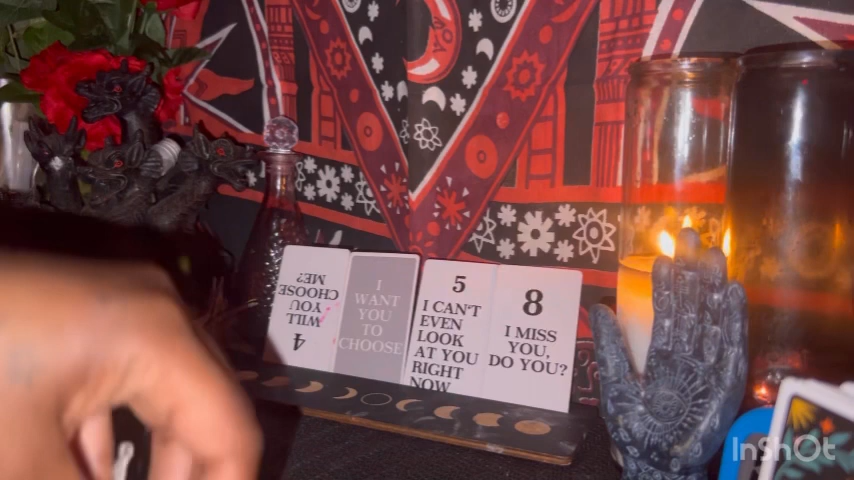 4
WILL
YOU
CHOOSE
ME?
I
WANT
YOU
TO
CHOOSE
5
I CAN'T
EVEN
LOOK
AT YOU
RIGHT
NOW
8
I MISS
YOU,
DO YOU?
InShOt